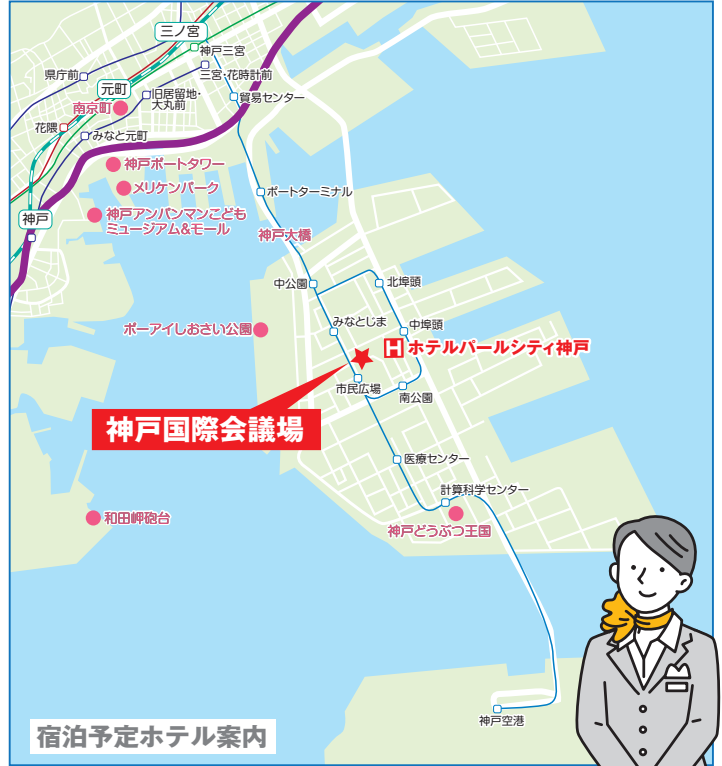 三ノ宮
神戸三宮
県庁前
三宮・花時計前
元町
旧居留地・
大丸前
貿易センター
南京町
花隈
みなと元町
神戸ポートタワー
メリケンパーク
ポートターミナル
神戸
神戸アンパンマンこども
ミュージアム&モール
神戸大橋
中公園
北埠頭
みなとじま
中埠頭
ポーアイしおさい公園
H ホテルパールシティ神戸
市民広場
南公園
神戸国際会議場
医療センター
計算科学センター
和田岬砲台
神戸どうぶつ王国
神戸空港
宿泊予定ホテル案内